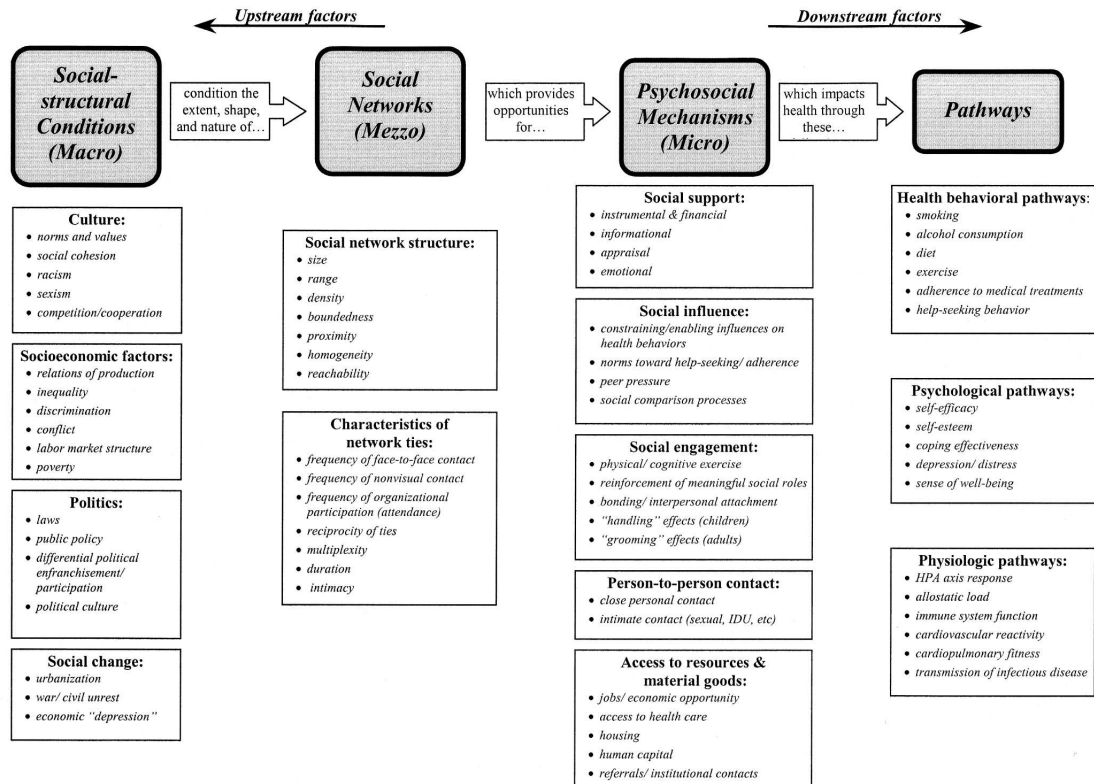 Upstream factors
Downstream factors
Social-
structural
Conditions
(Macro)
condition the
extent, shape,
and nature of…
Social
Networks
(Mezzo)
which provides
opportunities
for…
Psychosocial
Mechanisms
(Micro)
which impacts
health through
these…
Pathways
Culture:
• norms and values
• social cohesion
• racism
• sexism
• competition/cooperation
Socioeconomic factors:
• relations of production
• inequality
• discrimination
• conflict
• labor market structure
• poverty
Politics:
• laws
• public policy
• differential political
enfranchisement/
participation
• political culture
Social change:
• urbanization
• war/ civil unrest
• economic “depression”
Social network structure:
• size
• range
• density
• boundedness
• proximity
• homogeneity
• reachability
Characteristics of
network ties:
• frequency of face-to-face contact
• frequency of nonvisual contact
• frequency of organizational
participation (attendance)
• reciprocity of ties
• multiplexity
• duration
• intimacy
Social support:
• instrumental & financial
• informational
• appraisal
• emotional
Social influence:
• constraining/enabling influences on
health behaviors
• norms toward help-seeking/ adherence
• peer pressure
• social comparison processes
Social engagement:
• physical/ cognitive exercise
• reinforcement of meaningful social roles
• bonding/ interpersonal attachment
• “handling” effects (children)
• “grooming” effects (adults)
Person-to-person contact:
• close personal contact
• intimate contact (sexual, IDU, etc)
Access to resources &
material goods:
• jobs/ economic opportunity
• access to health care
• housing
• human capital
• referrals/ institutional contacts
Health behavioral pathways:
• smoking
• alcohol consumption
• diet
• exercise
• adherence to medical treatments
• help-seeking behavior
Psychological pathways:
• self-efficacy
• self-esteem
• coping effectiveness
• depression/ distress
• sense of well-being
Physiologic pathways:
• HPA axis response
• allostatic load
• immune system function
• cardiovascular reactivity
• cardiopulmonary fitness
• transmission of infectious disease